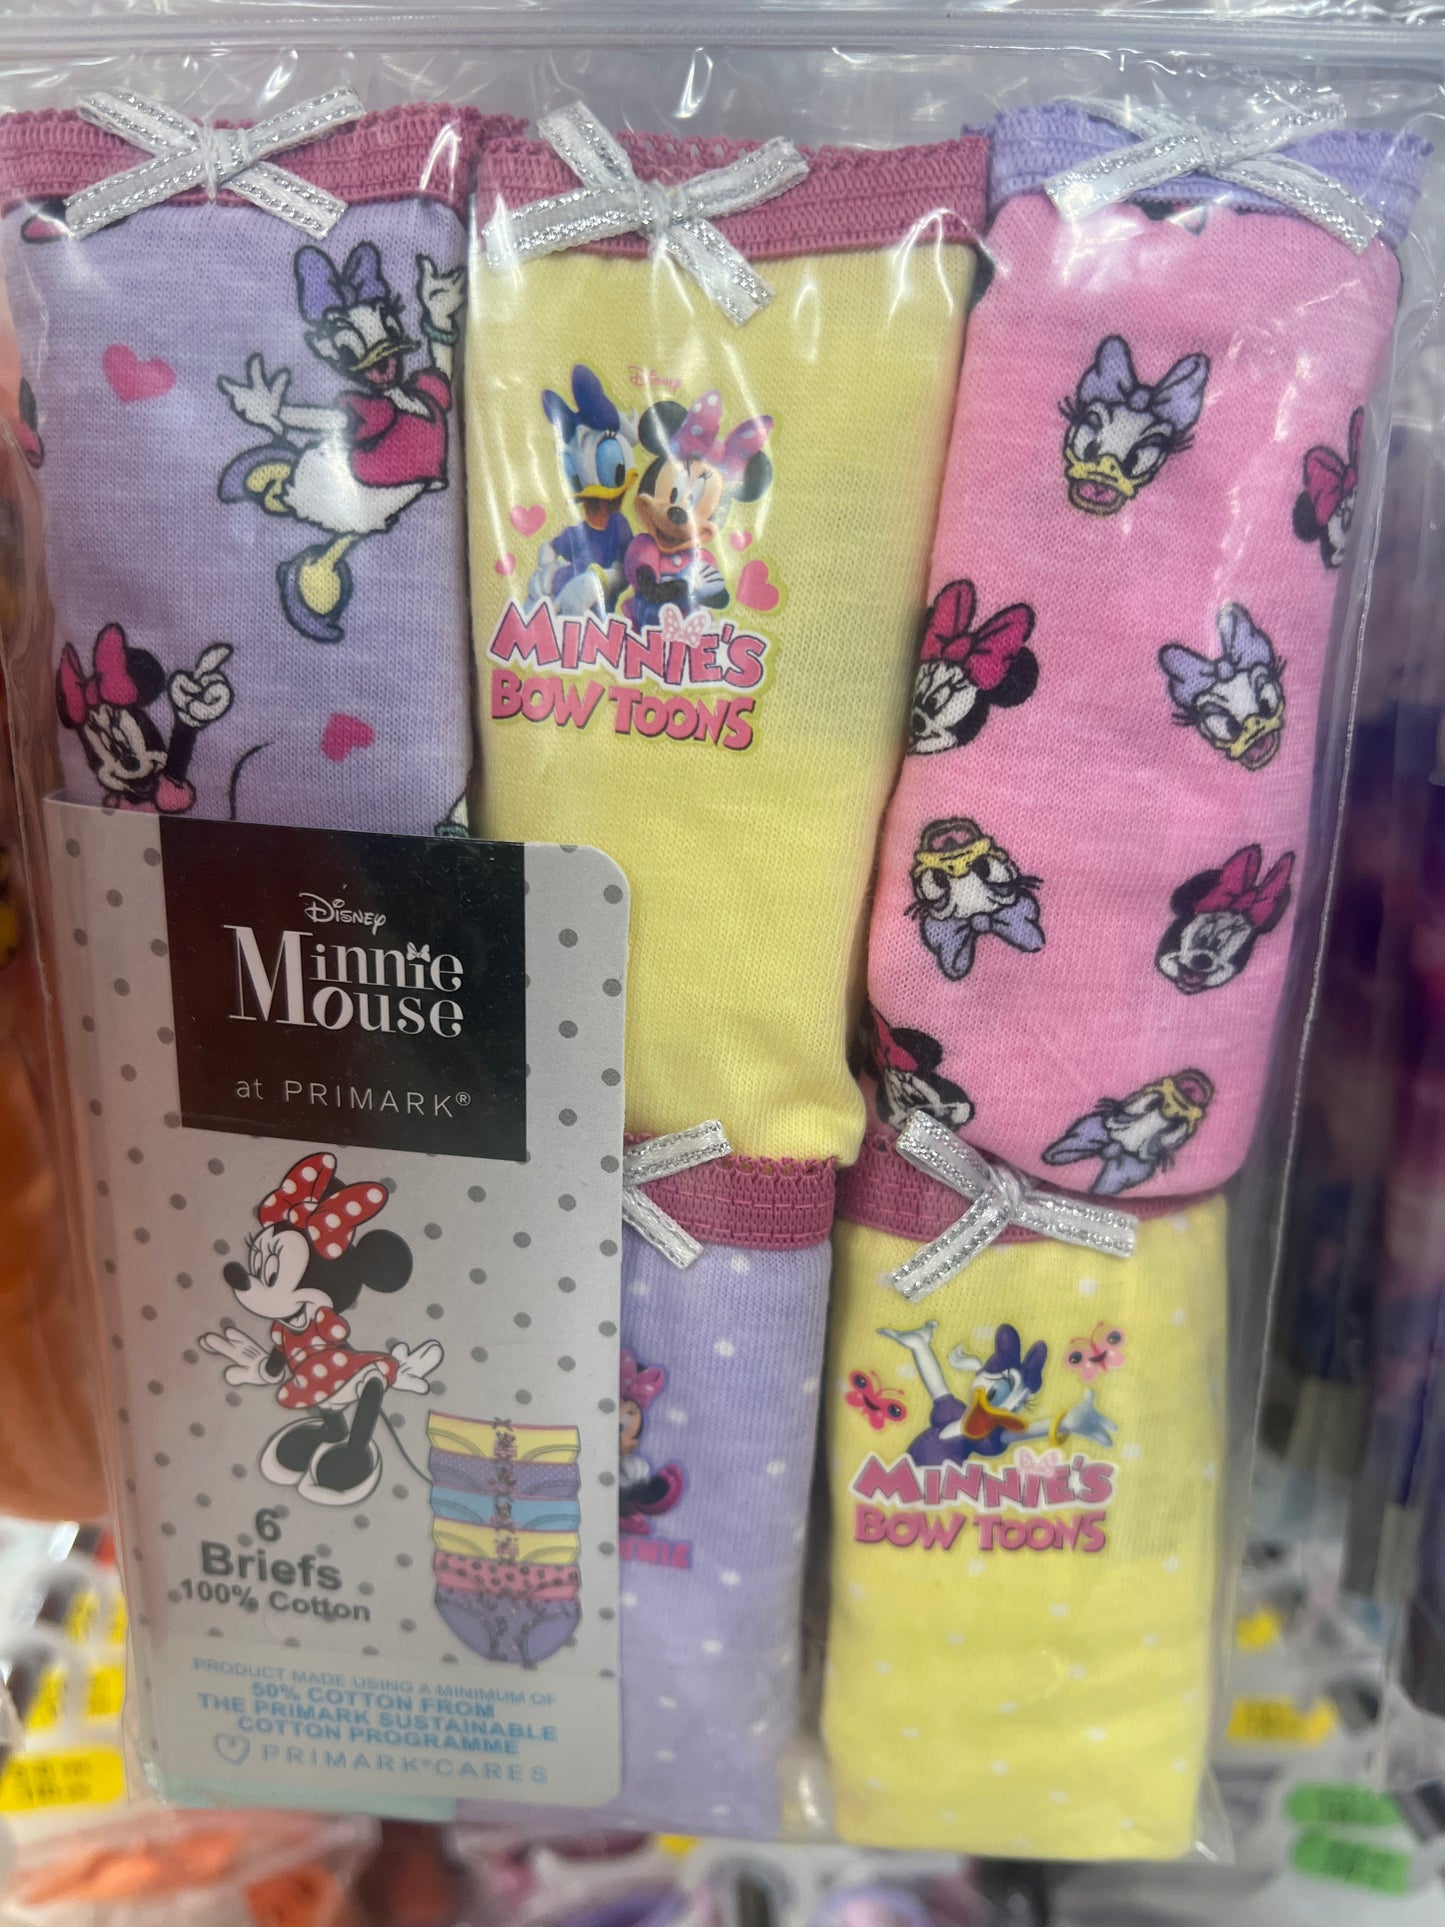 Disney
MINNIE'S
BOW TOONS
Disney
Minnie
Mouse
at PRIMARK®
6
Briefs
100% Cotton
PRODUCT MADE USING A MINIMUM OF
50% COTTON FROM
THE PRIMARK SUSTAINABLE
COTTON PROGRAMME
PRIMARK®CARES
MINNIE'S
BOW TOONS